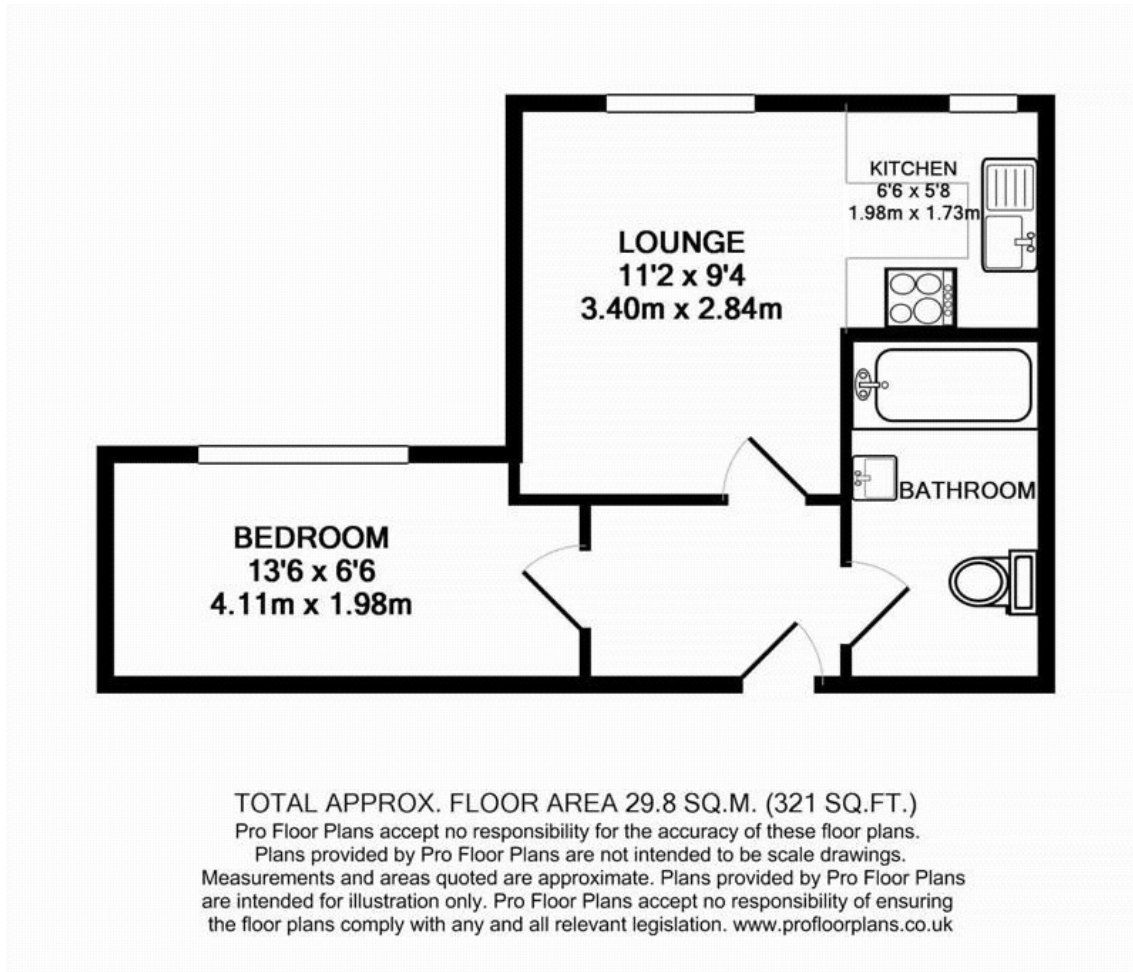 KITCHEN
6'6 x 5'8
1.98m x 1.73m
LOUNGE
11'2 x 9'4
3.40m x 2.84m
BATHROOM
BEDROOM
13'6 x 6'6
4.11m x 1.98m
TOTAL APPROX. FLOOR AREA 29.8 SQ.M. (321 SQ.FT.)
Pro Floor Plans accept no responsibility for the accuracy of these floor plans.
Plans provided by Pro Floor Plans are not intended to be scale drawings.
Measurements and areas quoted are approximate. Plans provided by Pro Floor Plans
are intended for illustration only. Pro Floor Plans accept no responsibility of ensuring
the floor plans comply with any and all relevant legislation. www.profloorplans.co.uk